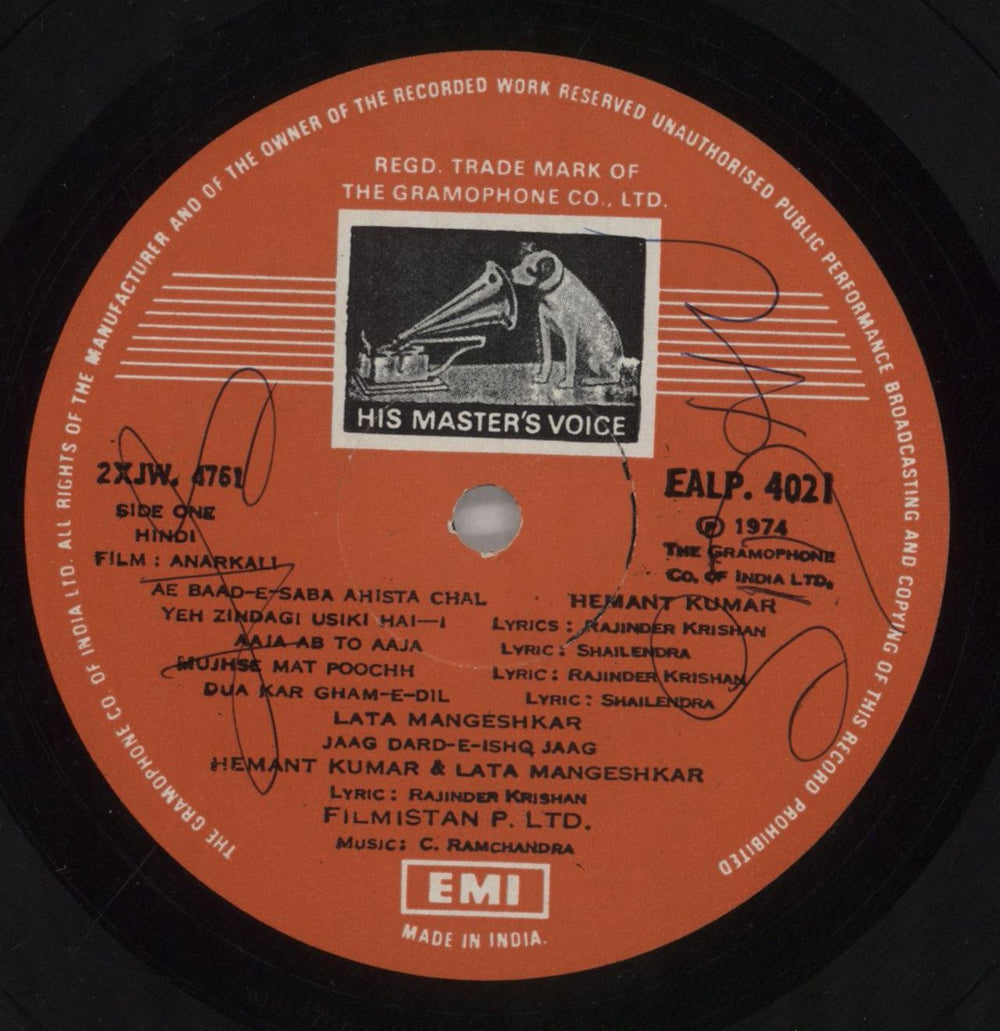 THE GRAMOPHONE CO. OF INDIA LTD. ALL RIGHTS OF THE MANUFACTURER AND OF THE OWNER OF THE RECORDED WORK RESERVED UNAUTHORISED PUBLIC PERFORMANCE BROADCASTING AND COPYING OF THIS RECORD PROHIBITED
REGD. TRADE MARK OF
THE GRAMOPHONE CO., LTD.
HIS MASTER'S VOICE
2XJW. 4761
SIDE ONE
HINDI
FILM : ANARKALI
EALP. 4021
Ⓟ 1974
THE GRAMOPHONE
CO. OF INDIA LTD.
AE BAAD-E-SABA AHISTA CHAL HEMANT KUMAR
YEH ZINDAGI USIKI HAI—I LYRICS : RAJINDER KRISHAN
AAJA AB TO AAJA LYRIC : SHAILENDRA
MUJHSE MAT POOCHH LYRIC : RAJINDER KRISHAN
DUA KAR GHAM-E-DIL LYRIC : SHAILENDRA
LATA MANGESHKAR
JAAG DARD-E-ISHQ JAAG
HEMANT KUMAR & LATA MANGESHKAR
LYRIC : RAJINDER KRISHAN
FILMISTAN P. LTD.
MUSIC : C. RAMCHANDRA
EMI
MADE IN INDIA.